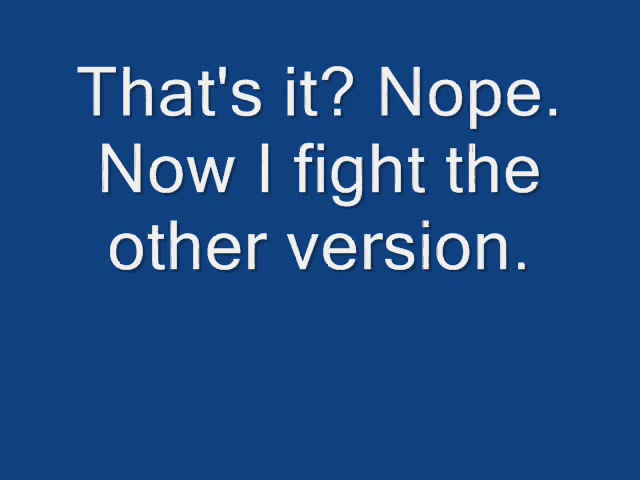 That's it? Nope.
Now I fight the
other version.